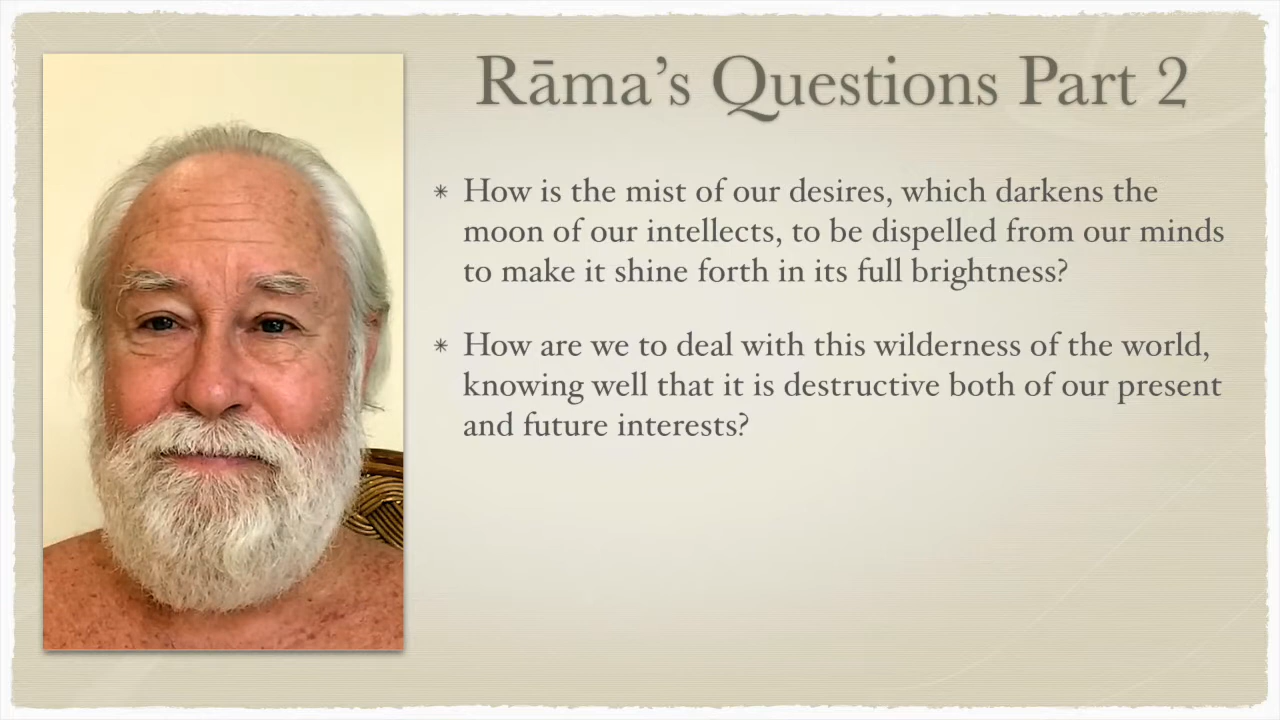 Rāma’s Questions Part 2
* How is the mist of our desires, which darkens the
moon of our intellects, to be dispelled from our minds
to make it shine forth in its full brightness?
* How are we to deal with this wilderness of the world,
knowing well that it is destructive both of our present
and future interests?